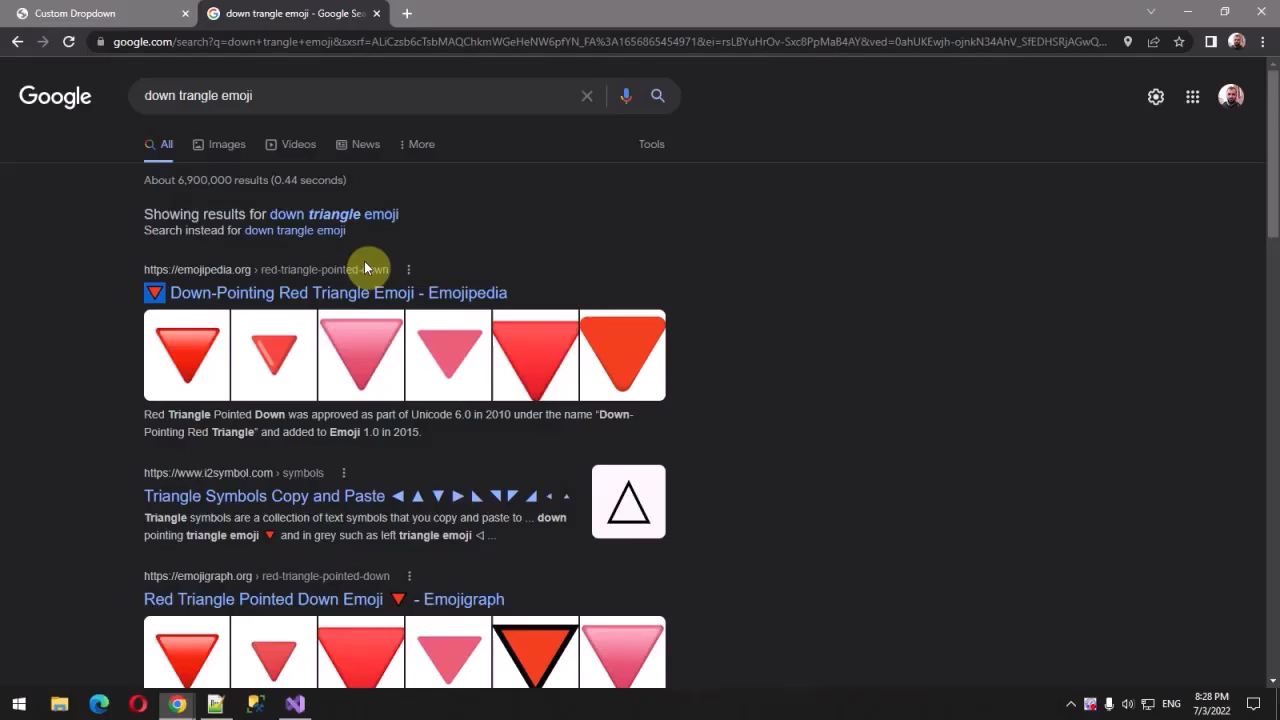 Custom Dropdown
down trangle emoji - Google Sea
google.com/search?q=down+trangle+emoji&sxsrf=ALiCzsb6cTsbMAQChkmWGeHeNW6pfYN_FA%3A1656865454971&ei=rsLBYuHrOv-Sxc8PpMaB4AY&ved=0ahUKEwjh-ojnkN34AhV_SfEDHSRjAGwQ...
Google
down trangle emoji
All
Images
Videos
News
More
Tools
About 6,900,000 results (0.44 seconds)
Showing results for down triangle emoji
Search instead for down trangle emoji
https://emojipedia.org › red-triangle-pointed-down
🔻 Down-Pointing Red Triangle Emoji - Emojipedia
Red Triangle Pointed Down was approved as part of Unicode 6.0 in 2010 under the name “Down-
Pointing Red Triangle” and added to Emoji 1.0 in 2015.
https://www.i2symbol.com › symbols
Triangle Symbols Copy and Paste ◀ ▲ ▼ ▶ ◣ ◥ ◤ ◢ ◂ ▴
Triangle symbols are a collection of text symbols that you copy and paste to ... down
pointing triangle emoji 🔻 and in grey such as left triangle emoji ◁ ...
https://emojigraph.org › red-triangle-pointed-down
Red Triangle Pointed Down Emoji 🔻 - Emojigraph
ENG
8:28 PM
7/3/2022